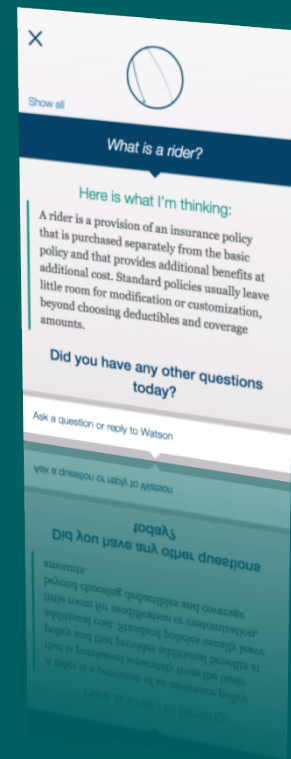 Show all
What is a rider?
Here is what I'm thinking:
A rider is a provision of an insurance policy
that is purchased separately from the basic
policy and that provides additional benefits at
additional cost. Standard policies usually leave
little room for modification or customization,
beyond choosing deductibles and coverage
amounts.
Did you have any other questions
today?
Ask a question or reply to Watson